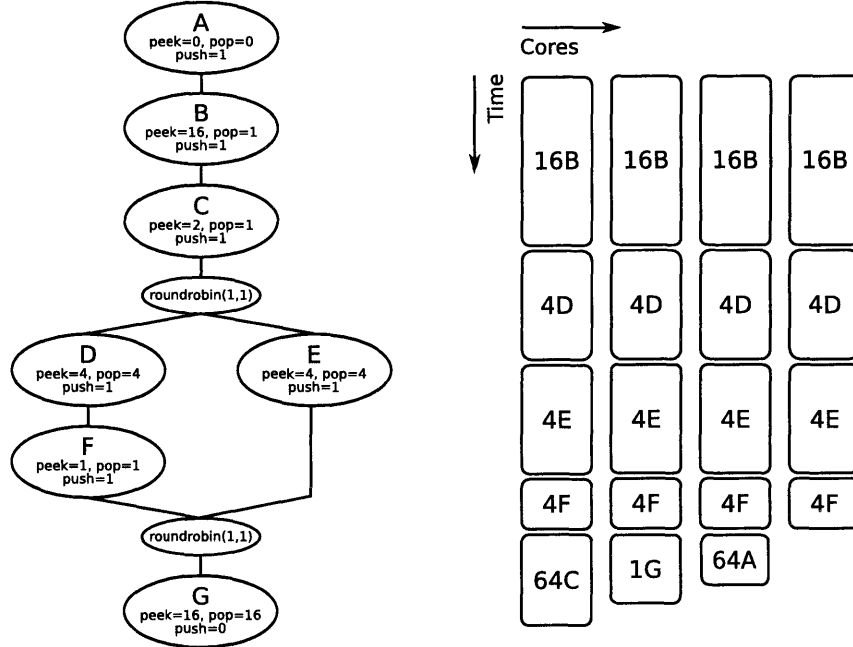 A
peek=0, pop=0
push=1
B
peek=16, pop=1
push=1
C
peek=2, pop=1
push=1
roundrobin(1,1)
D
peek=4, pop=4
push=1
E
peek=4, pop=4
push=1
F
peek=1, pop=1
push=1
roundrobin(1,1)
G
peek=16, pop=16
push=0
Cores
Time
16B 16B 16B 16B
4D 4D 4D 4D
4E 4E 4E 4E
4F 4F 4F 4F
64C 1G 64A